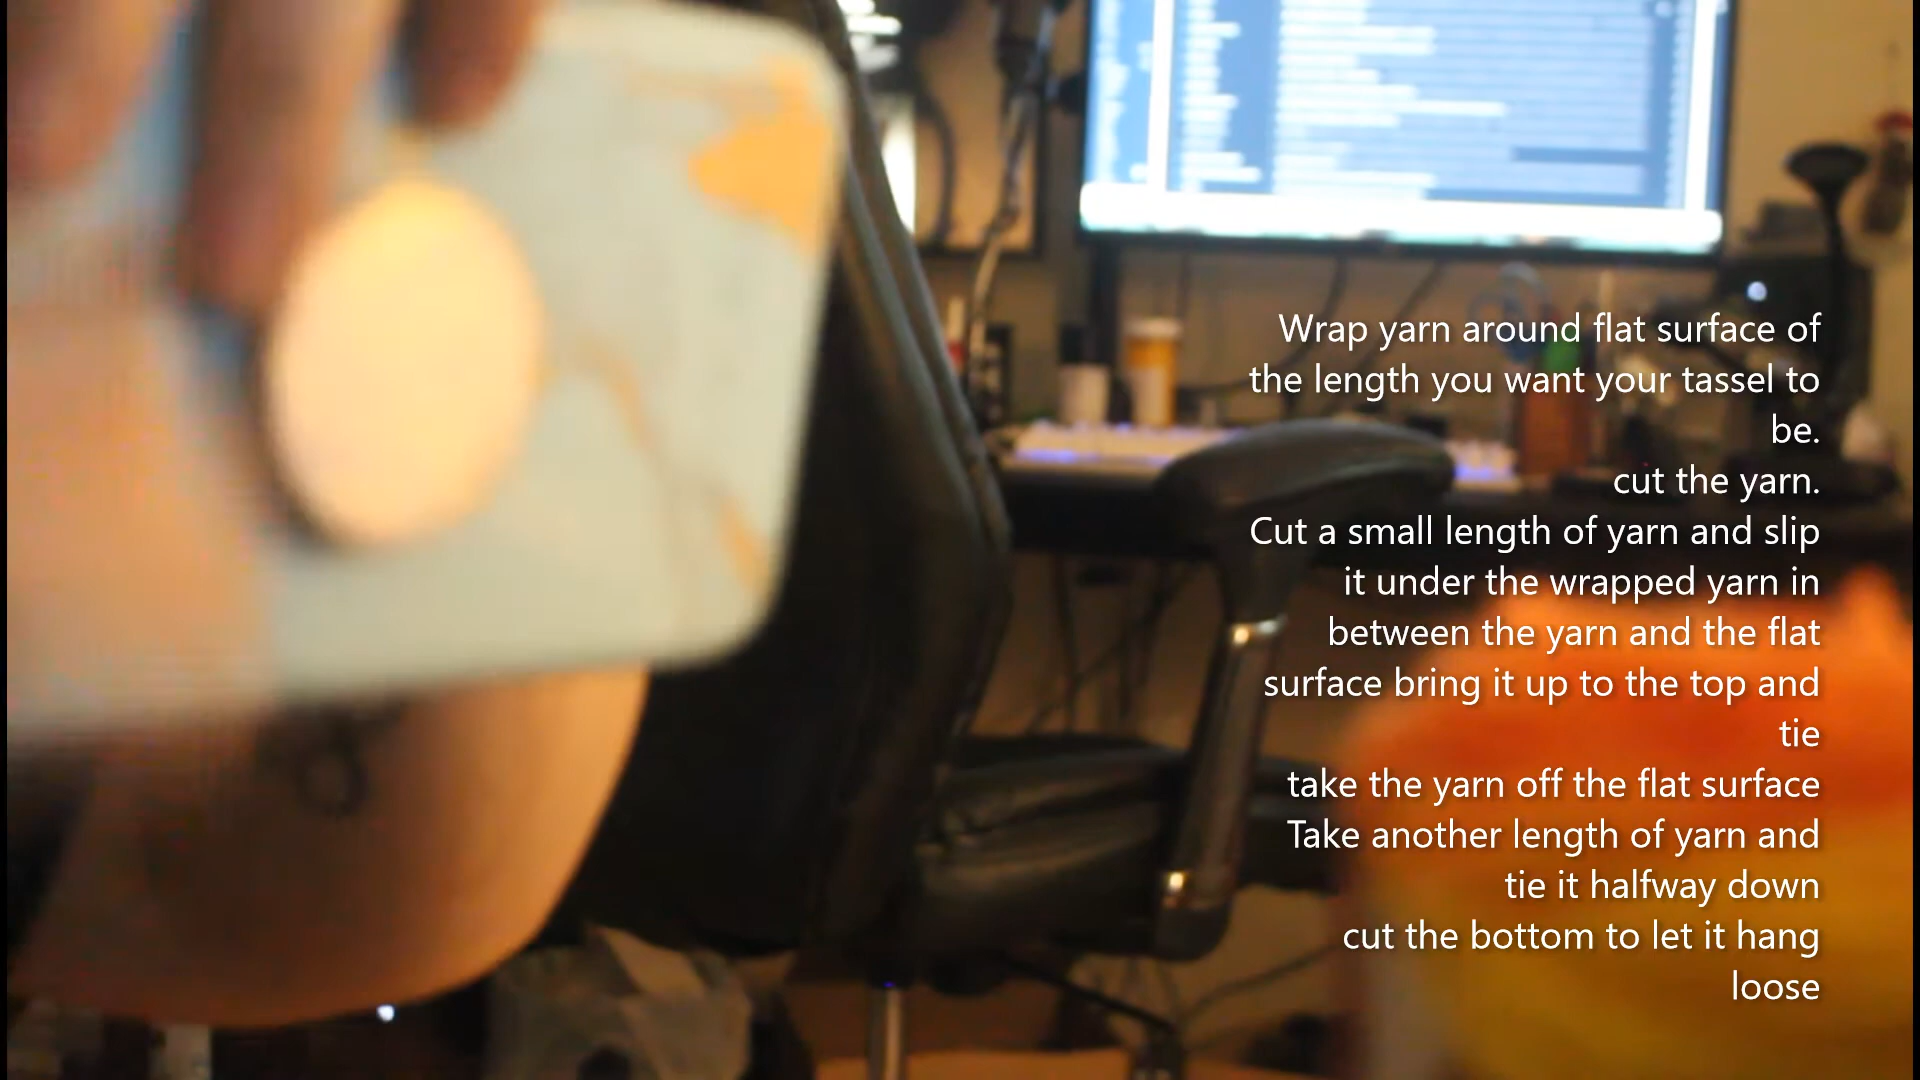 Wrap yarn around flat surface of
the length you want your tassel to
be.
cut the yarn.
Cut a small length of yarn and slip
it under the wrapped yarn in
between the yarn and the flat
surface bring it up to the top and
tie
take the yarn off the flat surface
Take another length of yarn and
tie it halfway down
cut the bottom to let it hang
loose